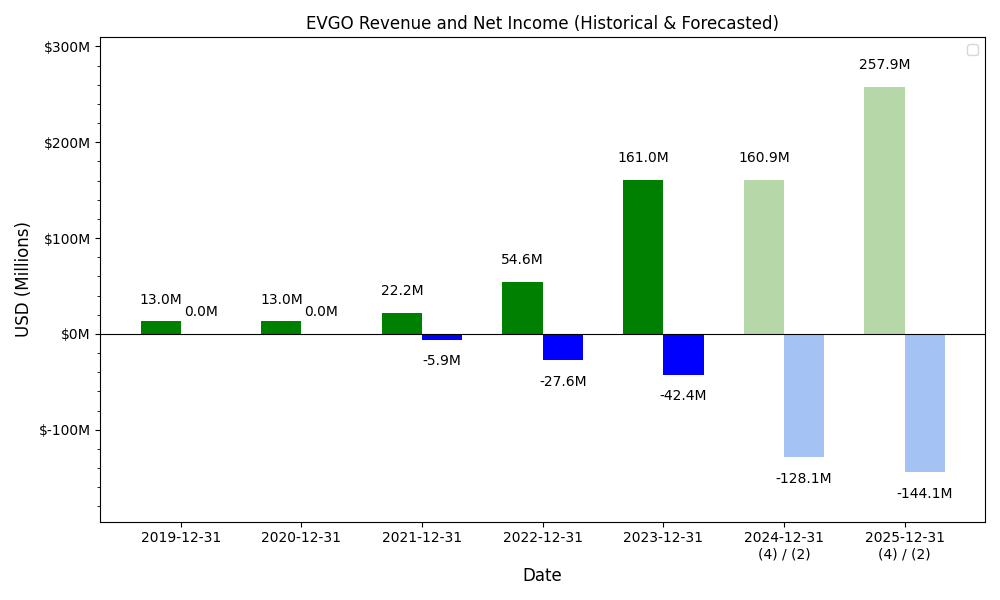 EVGO Revenue and Net Income (Historical & Forecasted)
$300M
$200M
$100M
$0M
$-100M
USD (Millions)
13.0M
0.0M
13.0M
0.0M
22.2M
-5.9M
54.6M
-27.6M
161.0M
-42.4M
160.9M
-128.1M
257.9M
-144.1M
2019-12-31
2020-12-31
2021-12-31
2022-12-31
2023-12-31
2024-12-31
(4) / (2)
2025-12-31
(4) / (2)
Date